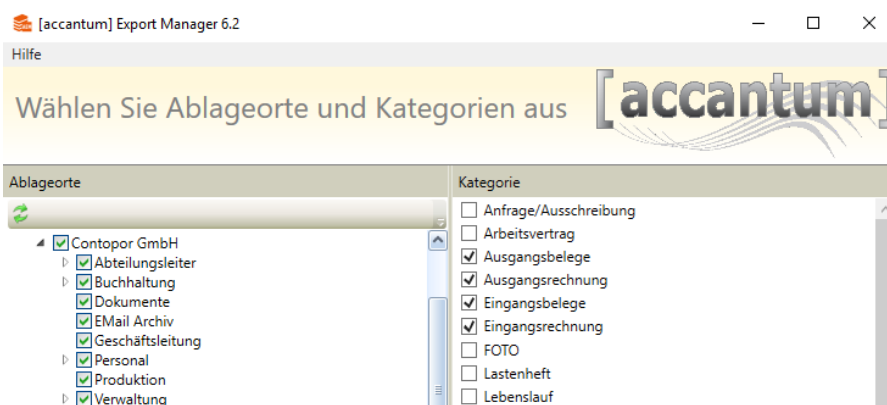 [accantum] Export Manager 6.2
Hilfe
Wählen Sie Ablageorte und Kategorien aus
[accantum]
Ablageorte
Contopor GmbH
Abteilungsleiter
Buchhaltung
Dokumente
EMail Archiv
Geschäftsleitung
Personal
Produktion
Verwaltung
Kategorie
Anfrage/Ausschreibung
Arbeitsvertrag
Ausgangsbelege
Ausgangsrechnung
Eingangsbelege
Eingangsrechnung
FOTO
Lastenheft
Lebenslauf